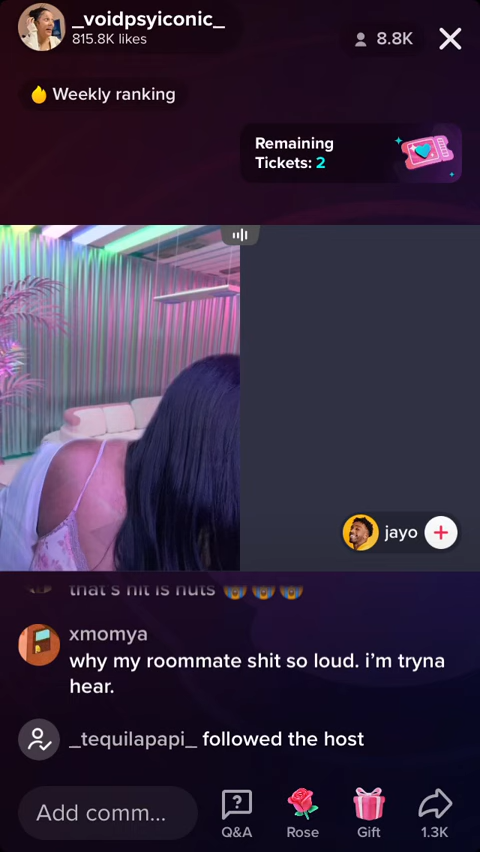 _voidpsyiconic_
815.8K likes
8.8K
Weekly ranking
Remaining
Tickets: 2
jayo
that's hit is nuts 😭😭😭
xmomya
why my roommate shit so loud. i'm tryna
hear.
_tequilapapi_ followed the host
Add comm...
Q&A
Rose
Gift
1.3K